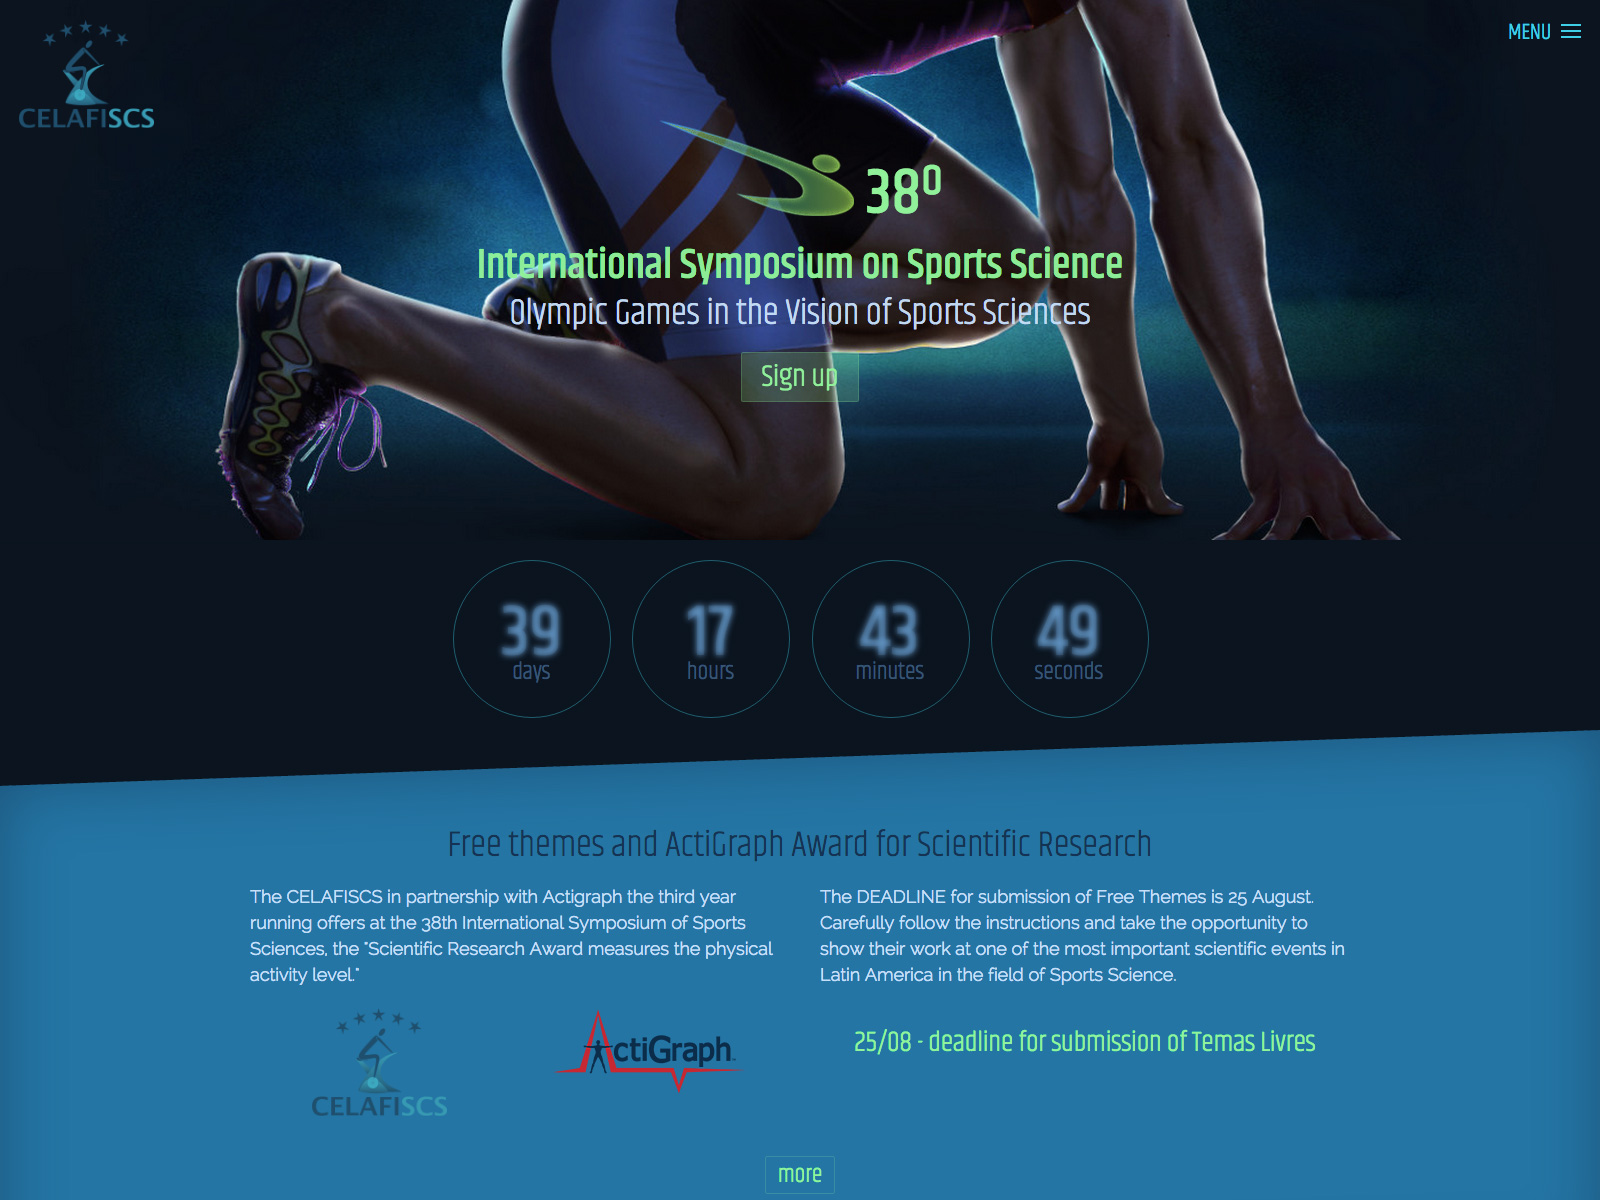 CELAFISCS
MENU
38º
International Symposium on Sports Science
Olympic Games in the Vision of Sports Sciences
Sign up
39
days
17
hours
43
minutes
49
seconds
Free themes and ActiGraph Award for Scientific Research
The CELAFISCS in partnership with Actigraph the third year
running offers at the 38th International Symposium of Sports
Sciences, the "Scientific Research Award measures the physical
activity level."
The DEADLINE for submission of Free Themes is 25 August.
Carefully follow the instructions and take the opportunity to
show their work at one of the most important scientific events in
Latin America in the field of Sports Science.
CELAFISCS
ActiGraph
25/08 - deadline for submission of Temas Livres
more